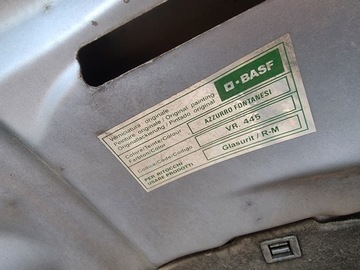 BASF
Verniciatura originale
Peinture originale/Original painting
Originallackierung/Pintado original
Colore/Teinte/Colour
Farbton/Color
AZZURRO FONTANESI
Codice/Code/Codigo
VR. 445
PER RITOCCHI
USARE PRODOTTI
Glasurit / R-M